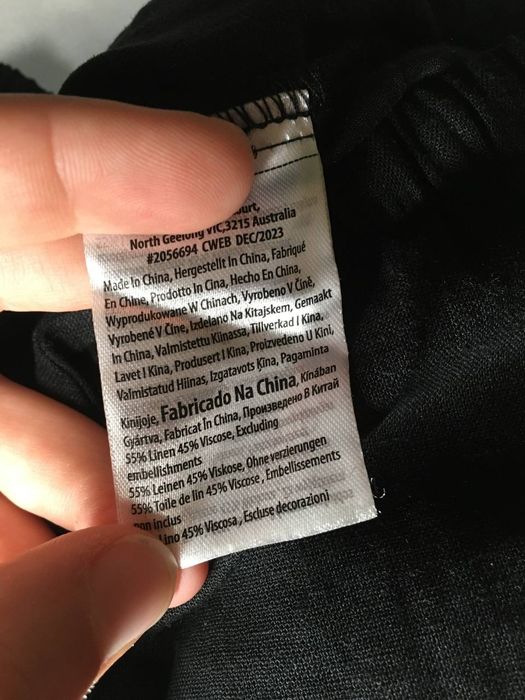 North Geelong VIC,3215 Australia
#2056694 CWEB DEC/2023
Made In China, Hergestellt In China, Fabriqué
En Chine, Prodotto In Cina, Hecho En China,
Wyprodukowane W Chinach, Vyrobeno V Číně,
Vyrobené V Číne, Izdelano Na Kitajskem, Gemaakt
In China, Valmistettu Kiinassa, Tillverkad I Kina,
Lavet I Kina, Produsert I Kina, Proizvedeno U Kini,
Valmistatud Hiinas, Izgatavots Ķīna, Pagaminta
Kinijoje, Fabricado Na China, Kínában
Gyártva, Fabricat În China, Произведено В Китай
55% Linen 45% Viscose, Excluding
embellishments
55% Leinen 45% Viskose, Ohne verzierungen
55% Toile de lin 45% Viscose, Embellissements
non inclus
Lino 45% Viscosa, Escluse decorazioni